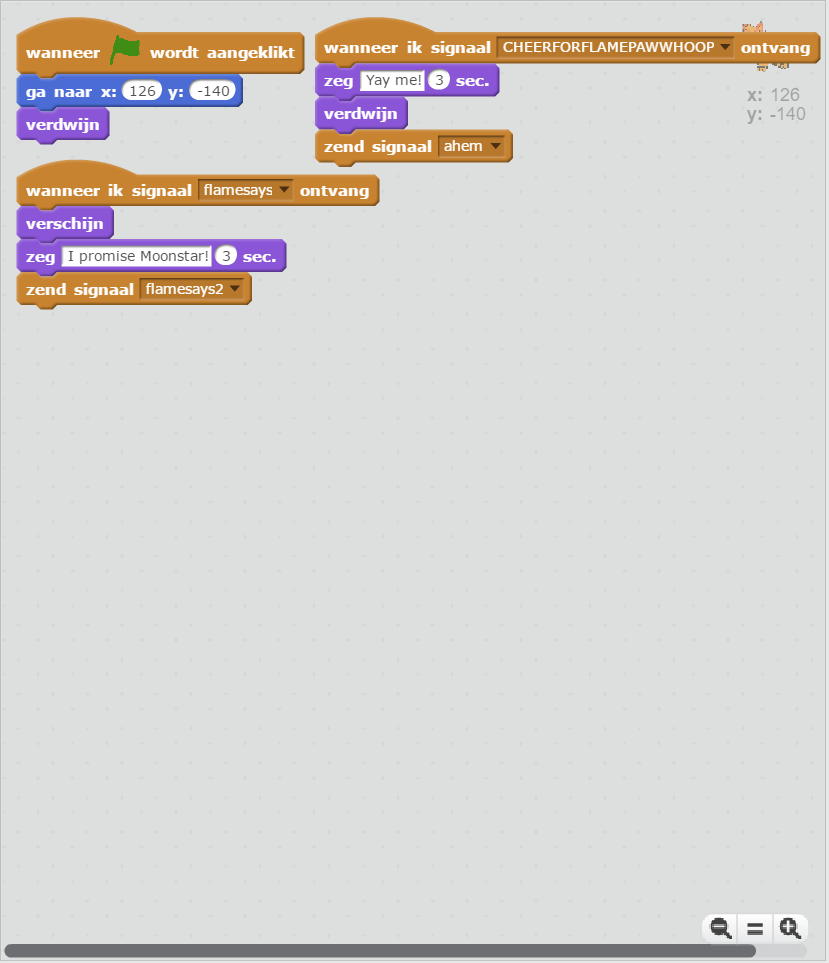 wanneer wordt aangeklikt
ga naar x: 126 y: -140
verdwijn
wanneer ik signaal CHEERFORFLAMEPAWWHOOP ontvang
zeg Yay me! 3 sec.
verdwijn
zend signaal ahem
x: 126
y: -140
wanneer ik signaal flamesays ontvang
verschijn
zeg I promise Moonstar! 3 sec.
zend signaal flamesays2